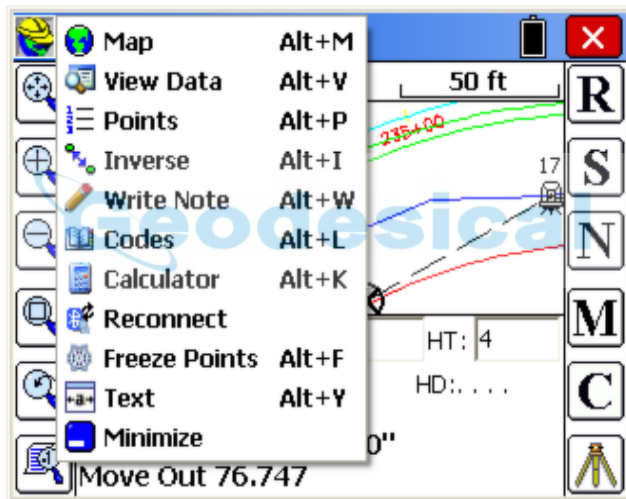 Map Alt+M
View Data Alt+V
50 ft
R
Points Alt+P
235+00
Inverse Alt+I
17
S
Write Note Alt+W
Geodesical
Codes Alt+L
N
Calculator Alt+K
Reconnect
M
HT: 4
Freeze Points Alt+F
HD:. . . .
C
Text Alt+Y
Minimize
0"
Move Out 76.747